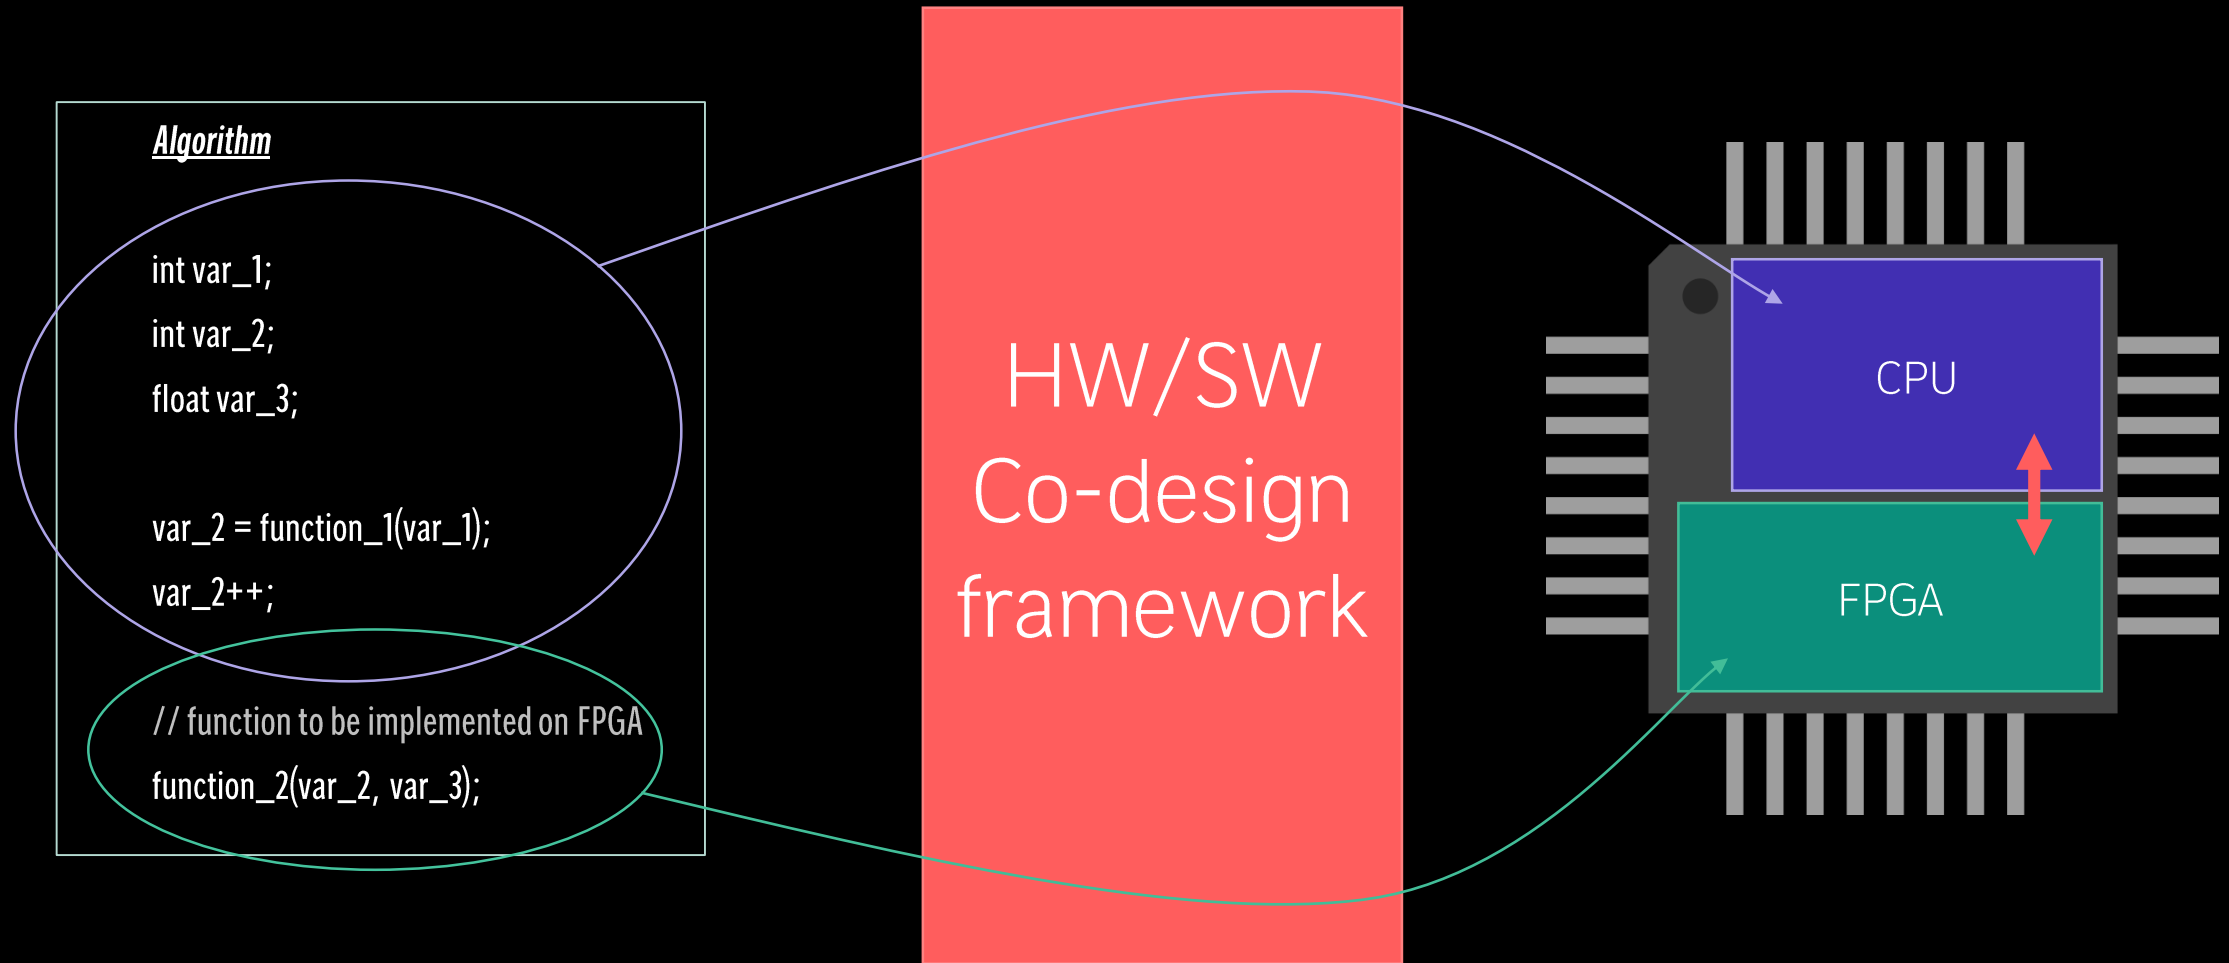 Algorithm
int var_1;
int var_2;
float var_3;
var_2 = function_1(var_1);
var_2++;
// function to be implemented on FPGA
function_2(var_2, var_3);
HW/SW
Co-design
framework
CPU
FPGA